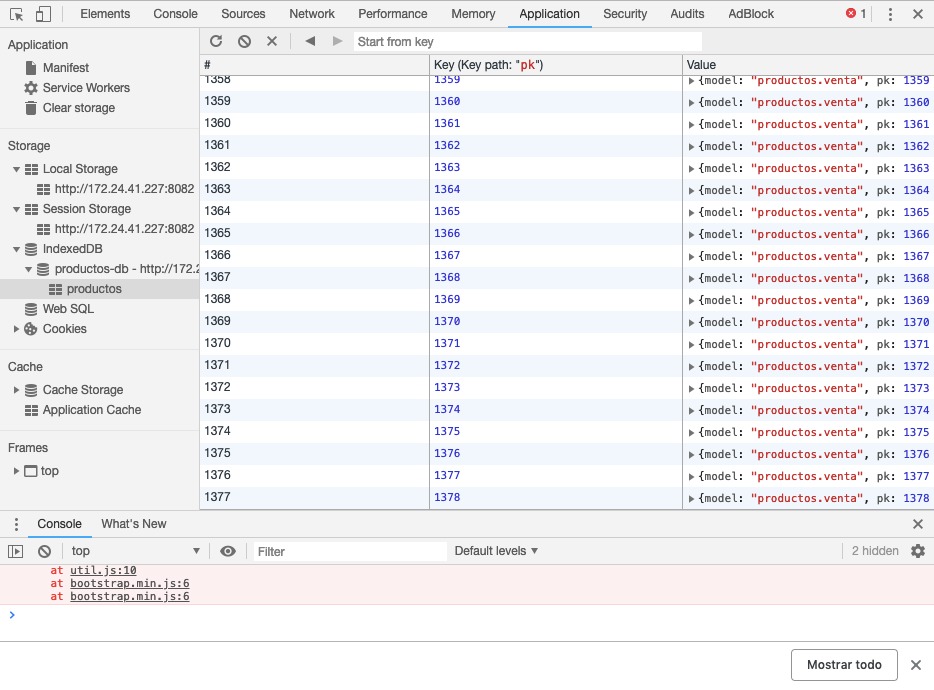 Elements Console Sources Network Performance Memory Application Security Audits AdBlock 1
Application
Manifest
Service Workers
Clear storage
Storage
Local Storage
http://172.24.41.227:8082
Session Storage
http://172.24.41.227:8082
IndexedDB
productos-db - http://172.2
productos
Web SQL
Cookies
Cache
Cache Storage
Application Cache
Frames
top
Start from key
# Key (Key path: "pk") Value
1358 1359 {model: "productos.venta", pk: 1359
1359 1360 {model: "productos.venta", pk: 1360
1360 1361 {model: "productos.venta", pk: 1361
1361 1362 {model: "productos.venta", pk: 1362
1362 1363 {model: "productos.venta", pk: 1363
1363 1364 {model: "productos.venta", pk: 1364
1364 1365 {model: "productos.venta", pk: 1365
1365 1366 {model: "productos.venta", pk: 1366
1366 1367 {model: "productos.venta", pk: 1367
1367 1368 {model: "productos.venta", pk: 1368
1368 1369 {model: "productos.venta", pk: 1369
1369 1370 {model: "productos.venta", pk: 1370
1370 1371 {model: "productos.venta", pk: 1371
1371 1372 {model: "productos.venta", pk: 1372
1372 1373 {model: "productos.venta", pk: 1373
1373 1374 {model: "productos.venta", pk: 1374
1374 1375 {model: "productos.venta", pk: 1375
1375 1376 {model: "productos.venta", pk: 1376
1376 1377 {model: "productos.venta", pk: 1377
1377 1378 {model: "productos.venta", pk: 1378
Console What's New
top Filter Default levels 2 hidden
at util.js:10
at bootstrap.min.js:6
at bootstrap.min.js:6
Mostrar todo